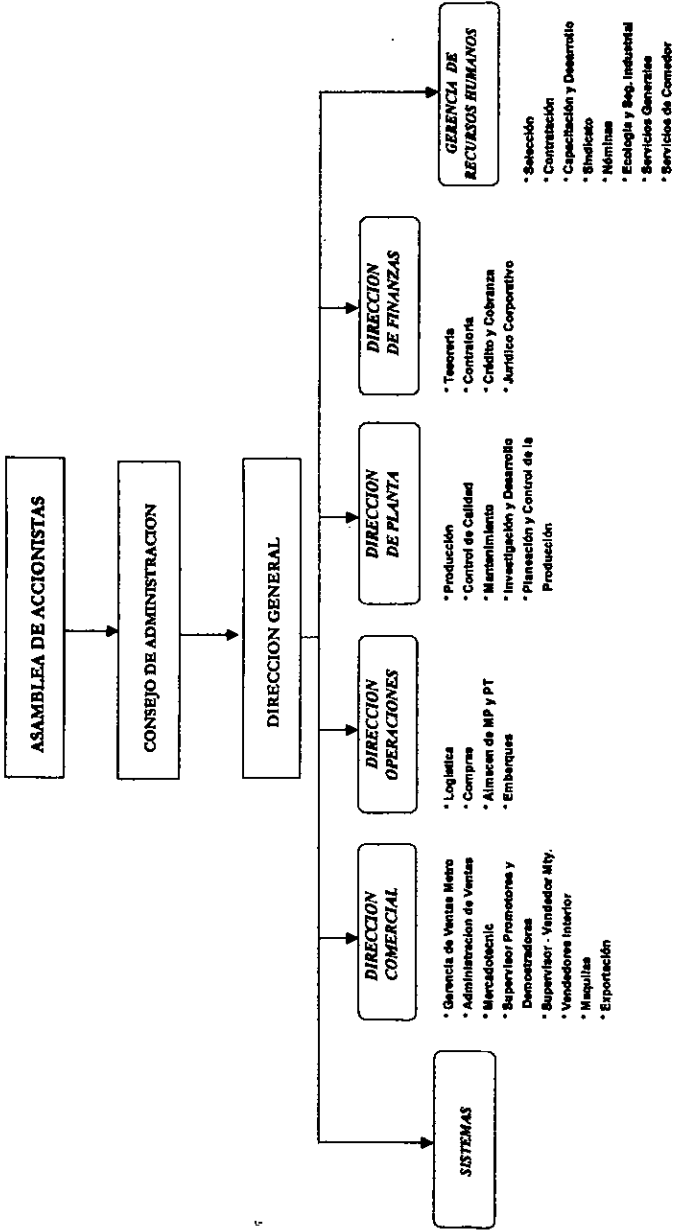 ASAMBLEA DE ACCIONISTAS
CONSEJO DE ADMINISTRACION
DIRECCION GENERAL
SISTEMAS
DIRECCION
COMERCIAL
* Gerencia de Ventas Metro
* Administracion de Ventas
* Mercadotecnic
* Supervisor Promotores y
Demostradoras
* Supervisor - Vendedor Mty.
* Vendedores Interior
* Maquilas
* Exportación
DIRECCION
OPERACIONES
* Logistica
* Compras
* Almacen de MP y PT
* Embarques
DIRECCION
DE PLANTA
* Producción
* Control de Calidad
* Mantenimiento
* Investigación y Desarrollo
* Planeación y Control de la
Producción
DIRECCION
DE FINANZAS
* Tesorería
* Contraloría
* Crédito y Cobranza
* Jurídico Corporativo
GERENCIA DE
RECURSOS HUMANOS
* Selección
* Contratación
* Capacitación y Desarrollo
* Sindicato
* Nóminas
* Ecología y Seg. Industrial
* Servicios Generales
* Servicios de Comedor